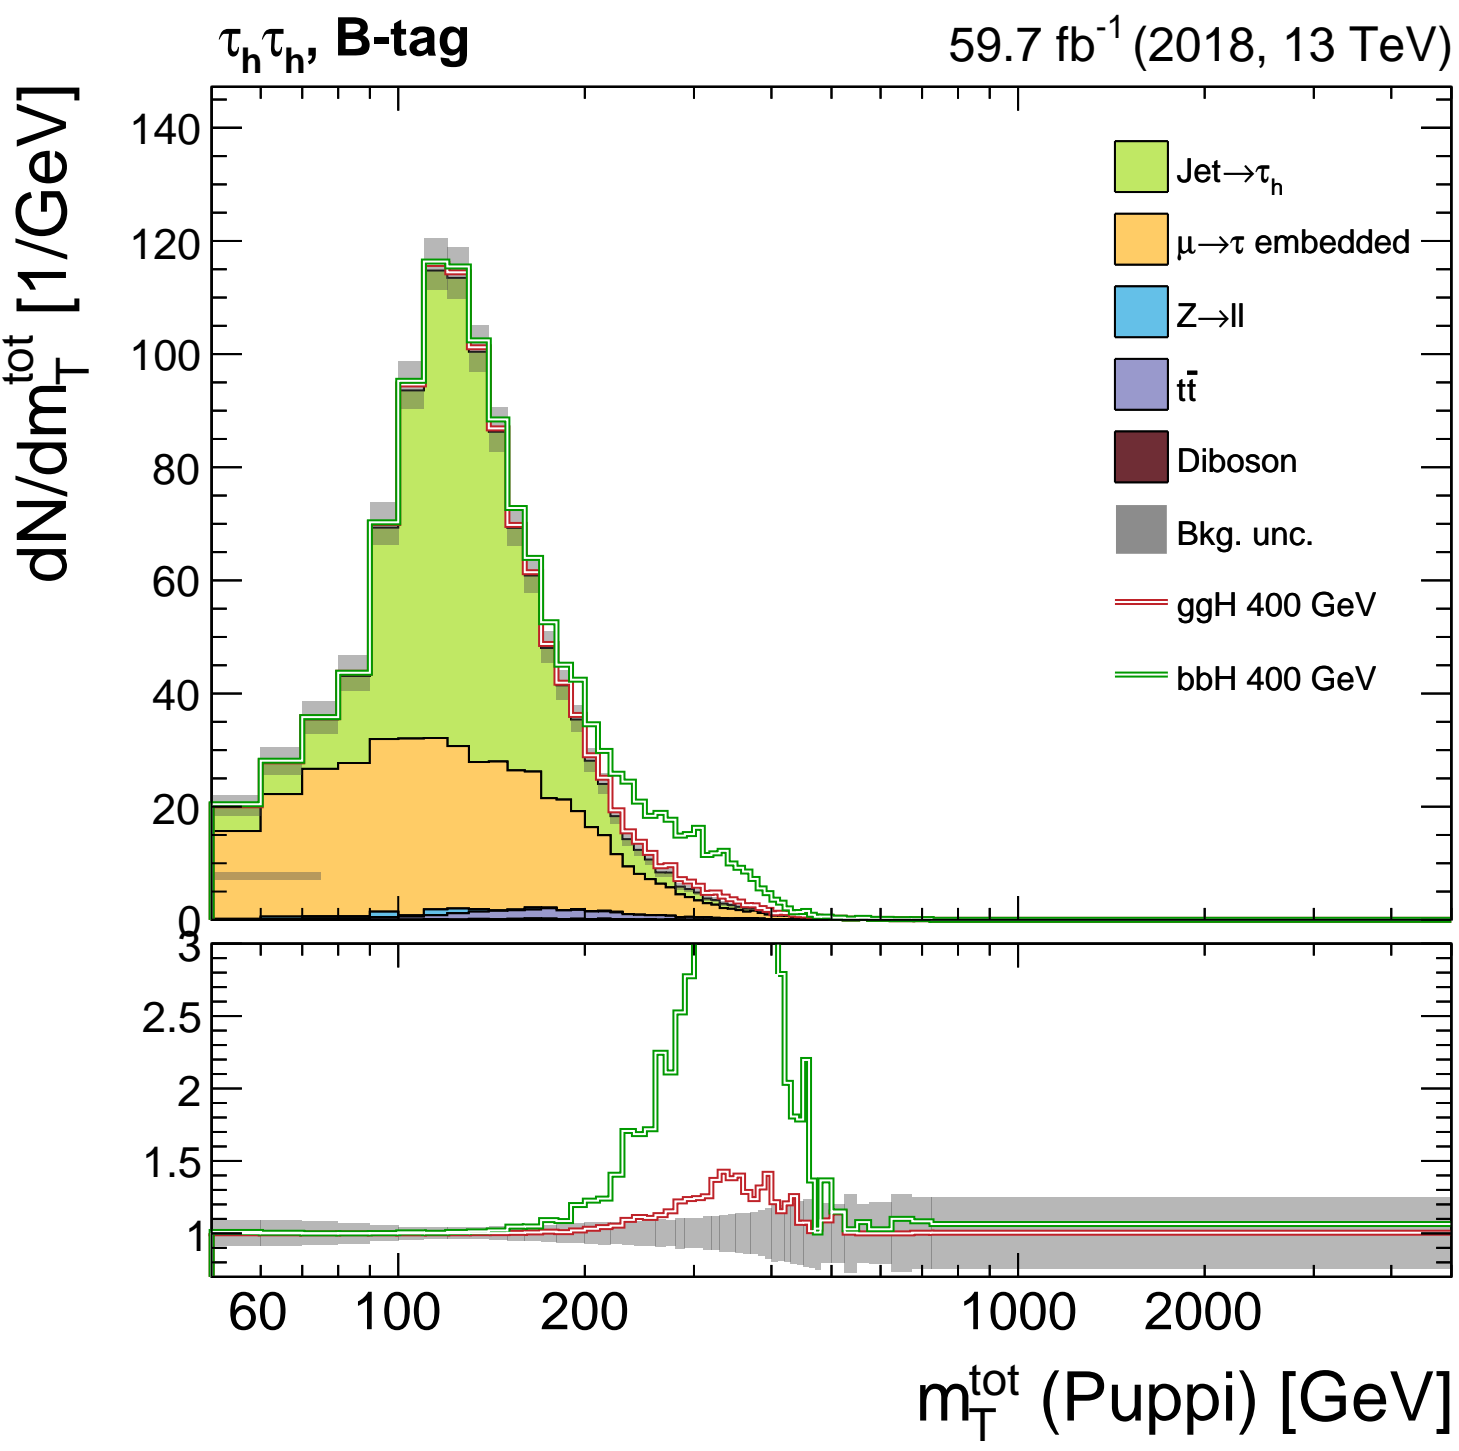 τhτh, B-tag
59.7 fb-1 (2018, 13 TeV)
dN/dmTtot [1/GeV]
140
120
100
80
60
40
20
0
Jet→τh
μ→τ embedded
Z→ll
tt̄
Diboson
Bkg. unc.
ggH 400 GeV
bbH 400 GeV
3
2.5
2
1.5
1
60 100 200 1000 2000
mTtot (Puppi) [GeV]